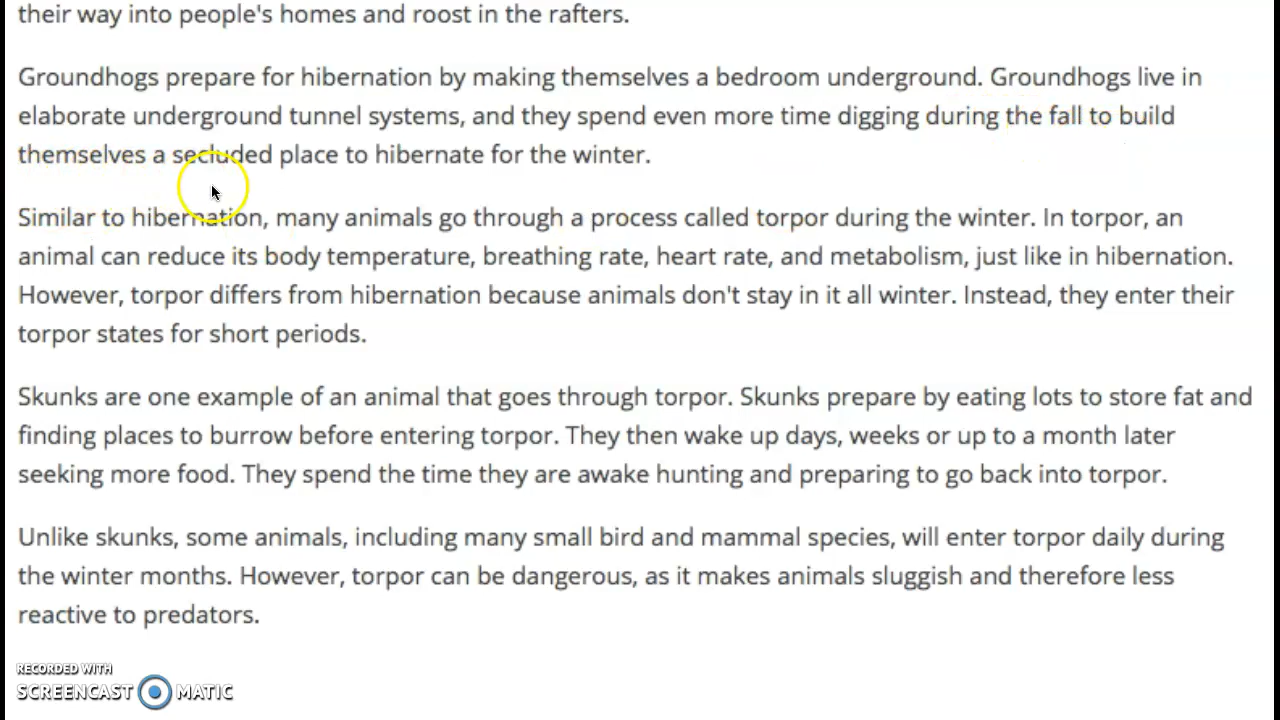 their way into people's homes and roost in the rafters.
Groundhogs prepare for hibernation by making themselves a bedroom underground. Groundhogs live in
elaborate underground tunnel systems, and they spend even more time digging during the fall to build
themselves a secluded place to hibernate for the winter.
Similar to hibernation, many animals go through a process called torpor during the winter. In torpor, an
animal can reduce its body temperature, breathing rate, heart rate, and metabolism, just like in hibernation.
However, torpor differs from hibernation because animals don't stay in it all winter. Instead, they enter their
torpor states for short periods.
Skunks are one example of an animal that goes through torpor. Skunks prepare by eating lots to store fat and
finding places to burrow before entering torpor. They then wake up days, weeks or up to a month later
seeking more food. They spend the time they are awake hunting and preparing to go back into torpor.
Unlike skunks, some animals, including many small bird and mammal species, will enter torpor daily during
the winter months. However, torpor can be dangerous, as it makes animals sluggish and therefore less
reactive to predators.
RECORDED WITH
SCREENCAST MATIC